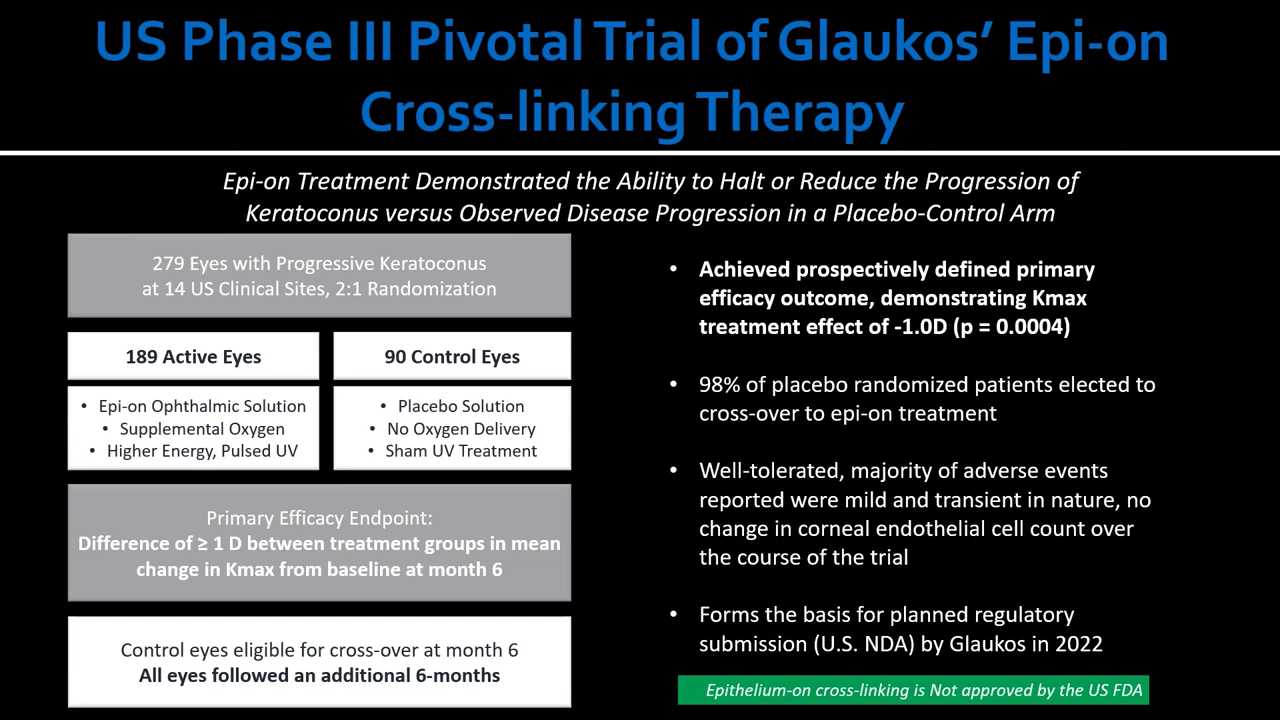 US Phase III Pivotal Trial of Glaukos’ Epi-on
Cross-linking Therapy
Epi-on Treatment Demonstrated the Ability to Halt or Reduce the Progression of
Keratoconus versus Observed Disease Progression in a Placebo-Control Arm
279 Eyes with Progressive Keratoconus
at 14 US Clinical Sites, 2:1 Randomization
189 Active Eyes
• Epi-on Ophthalmic Solution
• Supplemental Oxygen
• Higher Energy, Pulsed UV
90 Control Eyes
• Placebo Solution
• No Oxygen Delivery
• Sham UV Treatment
Primary Efficacy Endpoint:
Difference of ≥ 1 D between treatment groups in mean
change in Kmax from baseline at month 6
Control eyes eligible for cross-over at month 6
All eyes followed an additional 6-months
• Achieved prospectively defined primary
efficacy outcome, demonstrating Kmax
treatment effect of -1.0D (p = 0.0004)
• 98% of placebo randomized patients elected to
cross-over to epi-on treatment
• Well-tolerated, majority of adverse events
reported were mild and transient in nature, no
change in corneal endothelial cell count over
the course of the trial
• Forms the basis for planned regulatory
submission (U.S. NDA) by Glaukos in 2022
Epithelium-on cross-linking is Not approved by the US FDA